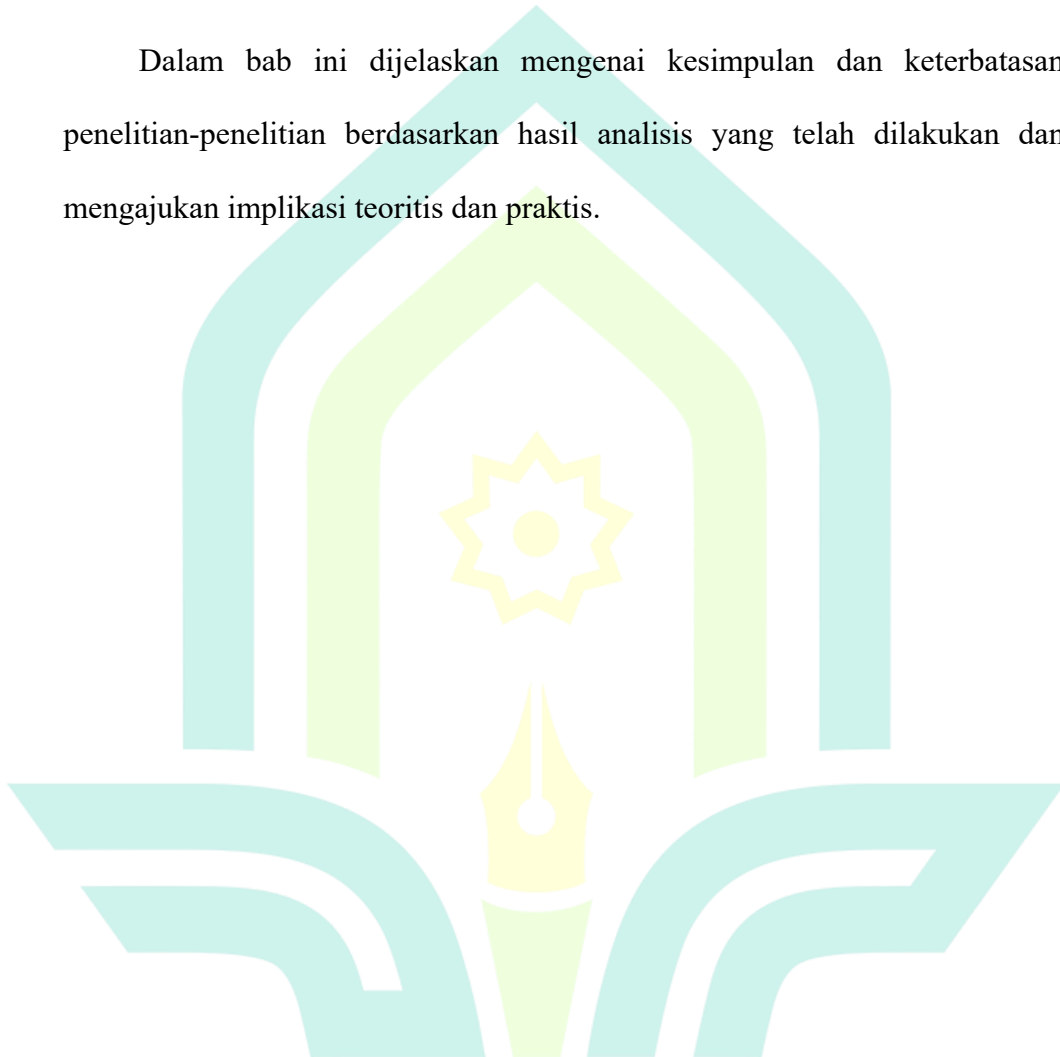 Dalam bab ini dijelaskan mengenai kesimpulan dan keterbatasan
penelitian-penelitian berdasarkan hasil analisis yang telah dilakukan dan
mengajukan implikasi teoritis dan praktis.